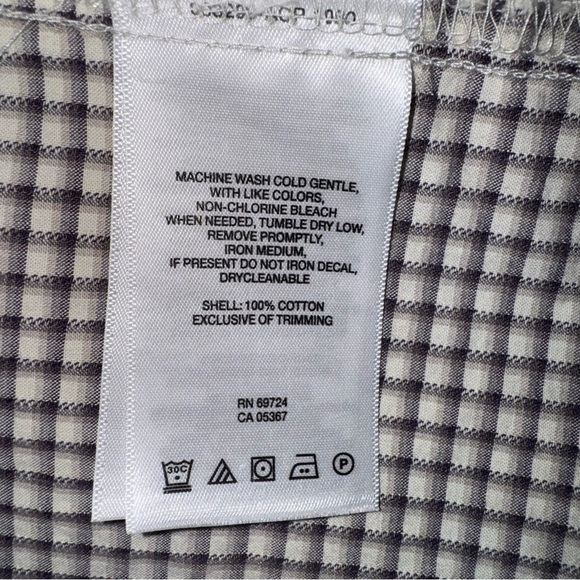 MACHINE WASH COLD GENTLE,
WITH LIKE COLORS,
NON-CHLORINE BLEACH
WHEN NEEDED, TUMBLE DRY LOW,
REMOVE PROMPTLY,
IRON MEDIUM,
IF PRESENT DO NOT IRON DECAL,
DRYCLEANABLE
SHELL: 100% COTTON
EXCLUSIVE OF TRIMMING
RN 69724
CA 05367
30C P